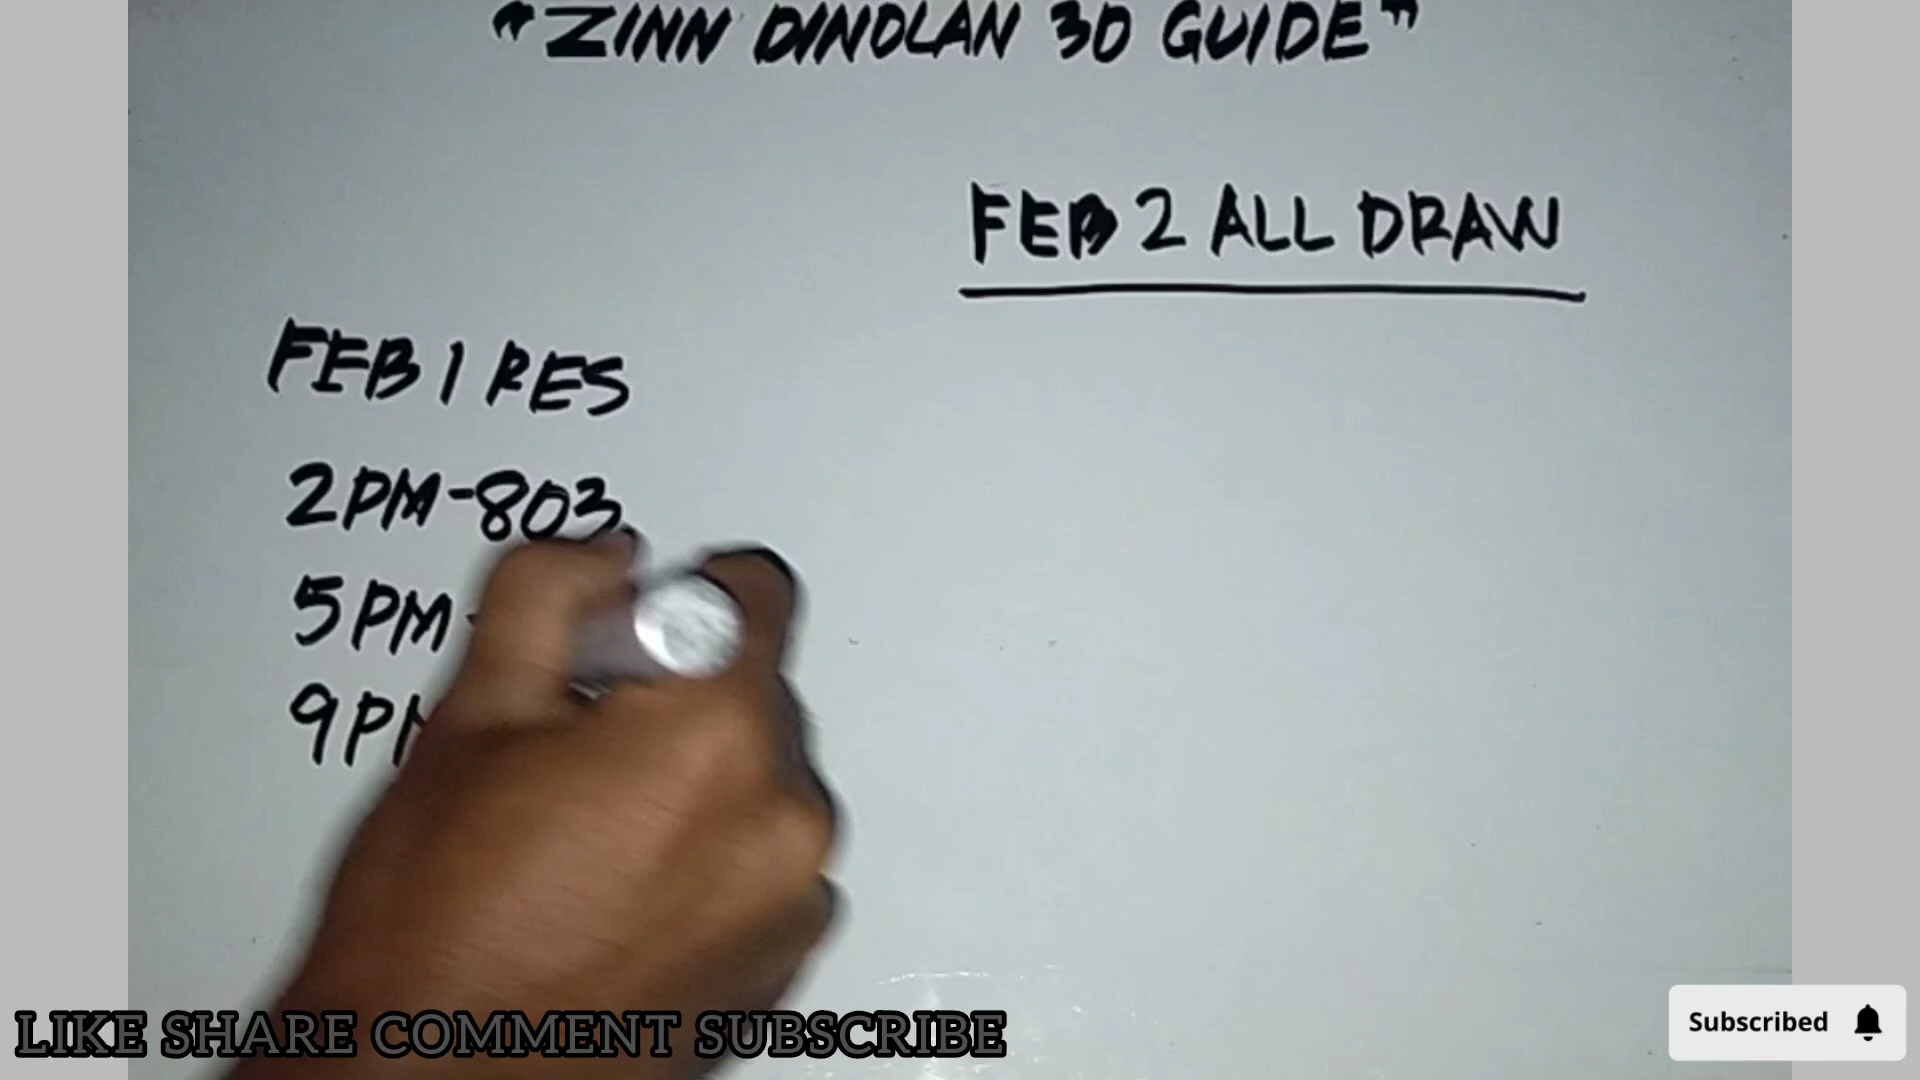 "ZINN DINOLAN 3D GUIDE"
FEB 2 ALL DRAW
FEB 1 RES
2PM-803
5PM-
9PM
LIKE SHARE COMMENT SUBSCRIBE
Subscribed